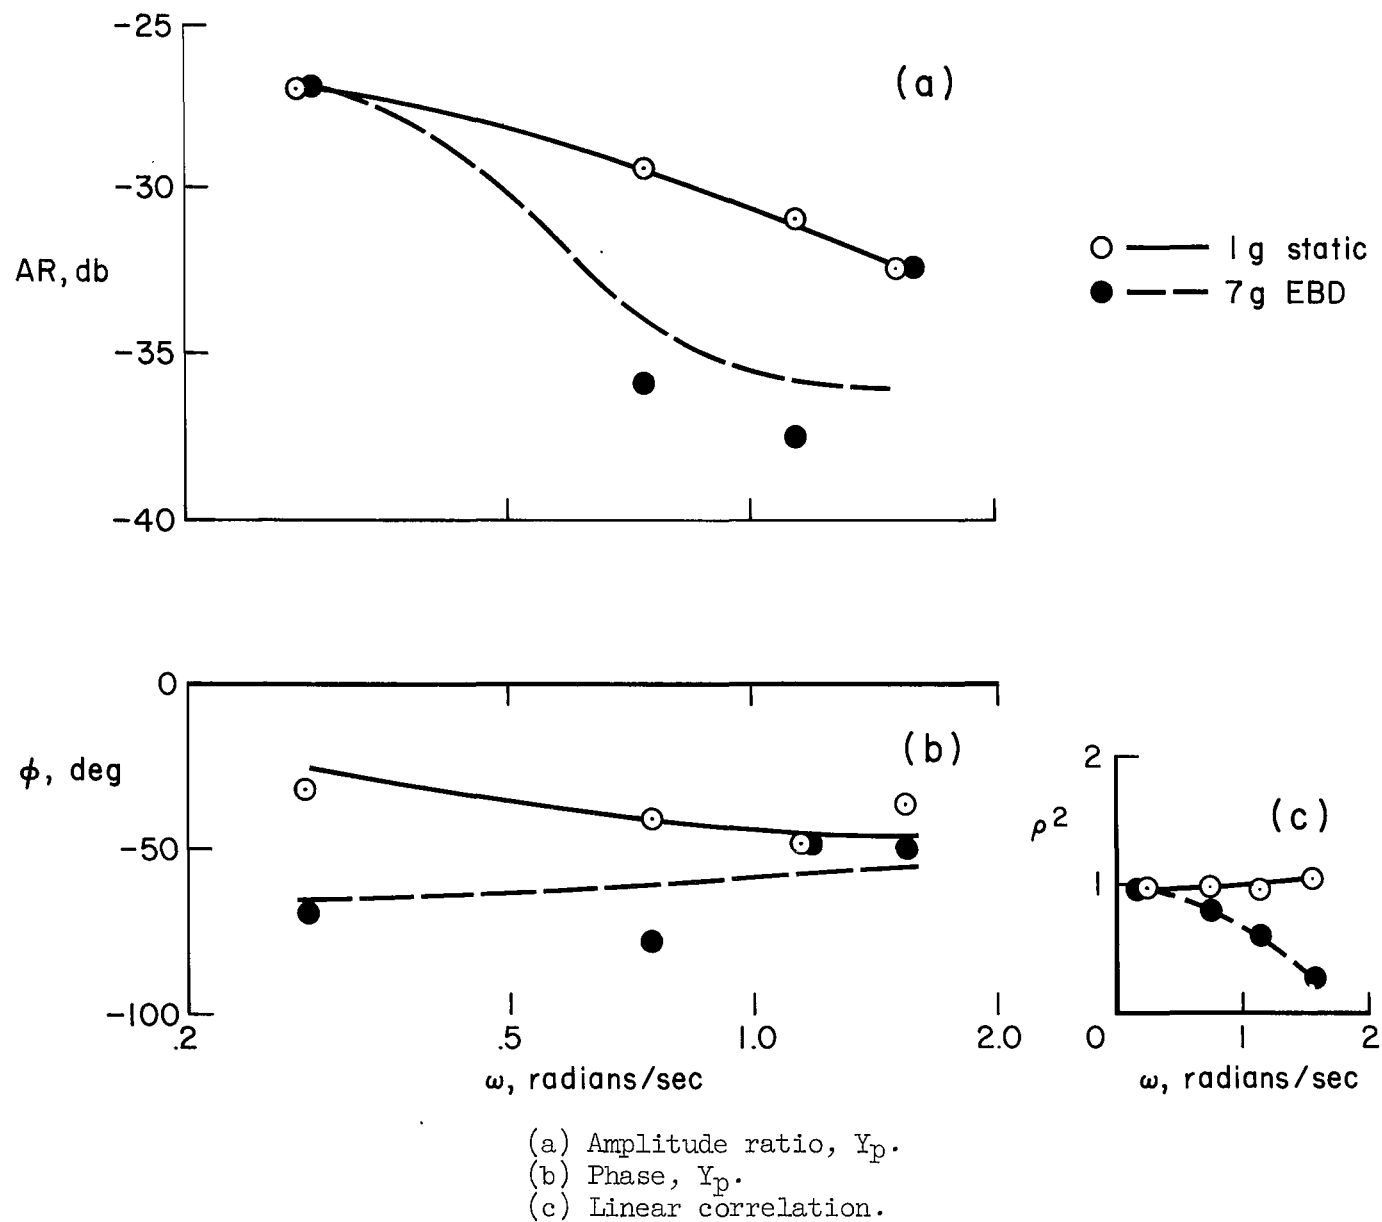 -25
(a)
-30
AR, db
1 g static
7 g EBD
-35
-40
0
(b)
φ, deg
-50
-100
.2
.5
1.0
2.0
ω, radians/sec
2
ρ2
(c)
1
0
1
2
ω, radians/sec
(a) Amplitude ratio, Yp.
(b) Phase, Yp.
(c) Linear correlation.